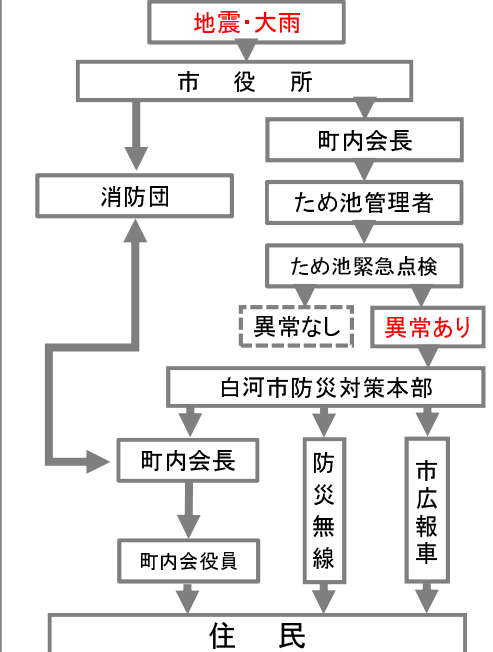 地震・大雨
市　役　所
町内会長
消防団
ため池管理者
ため池緊急点検
異常なし
異常あり
白河市防災対策本部
町内会長
防災無線
市広報車
町内会役員
住　民